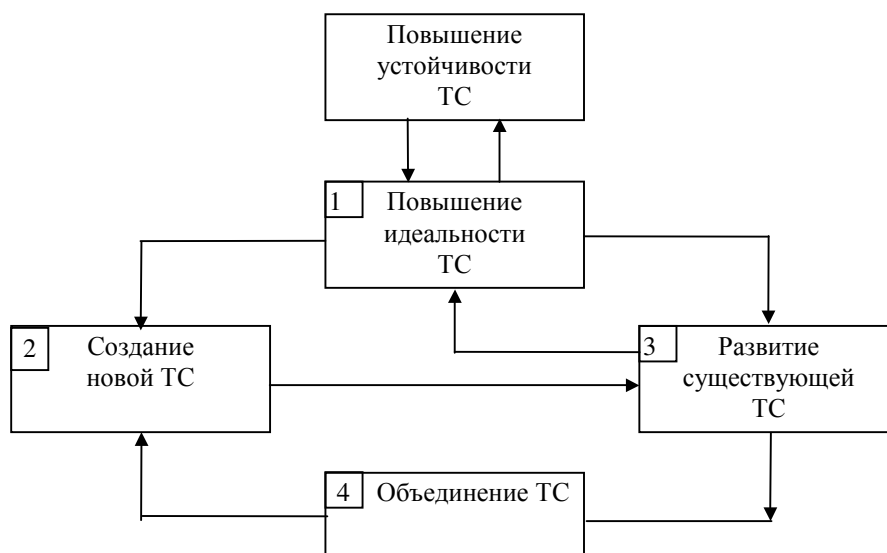 Повышение
устойчивости
ТС
1
Повышение
идеальности
ТС
2
Создание
новой ТС
3
Развитие
существующей
ТС
4
Объединение ТС